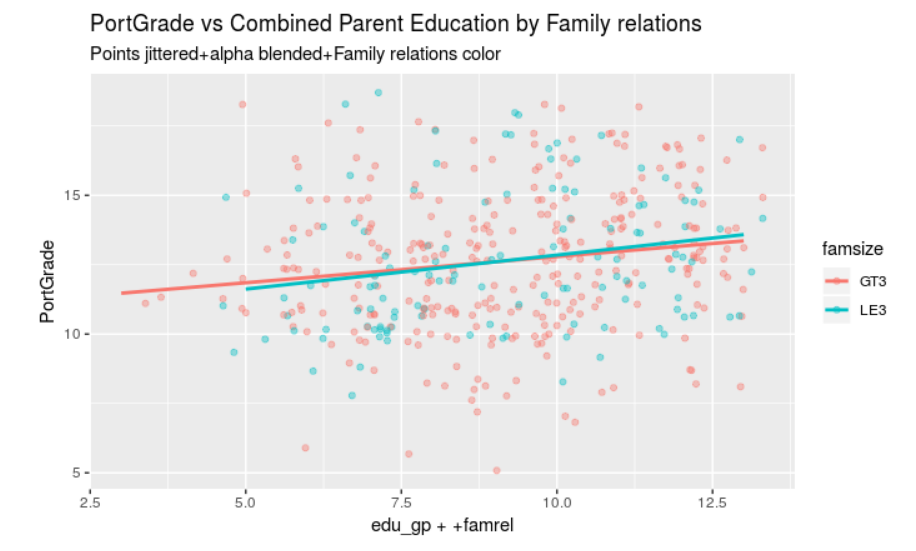 PortGrade vs Combined Parent Education by Family relations
Points jittered+alpha blended+Family relations color
PortGrade
15
10
5
2.5
5.0
7.5
10.0
12.5
edu_gp + +famrel
famsize
GT3
LE3